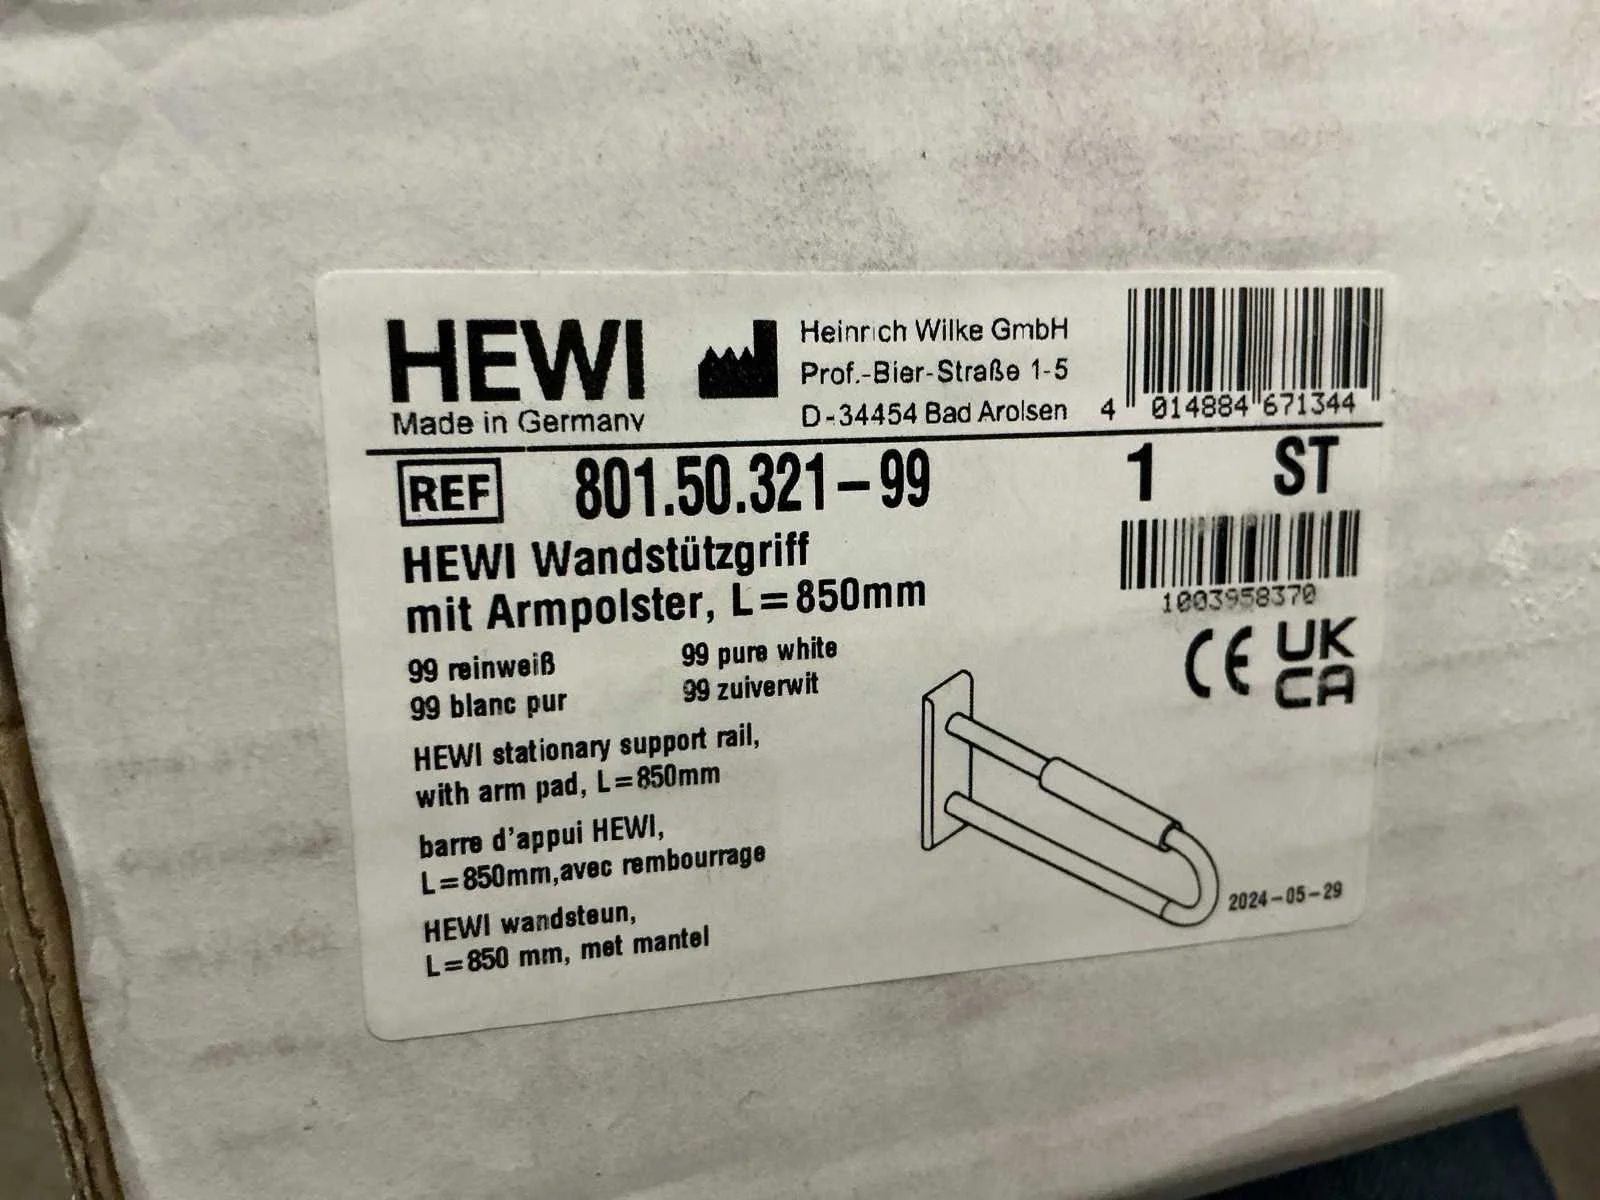 HEWI
Made in Germany
Heinrich Wilke GmbH
Prof.-Bier-Straße 1-5
D-34454 Bad Arolsen
4 014884 671344
REF 801.50.321-99 1 ST
HEWI Wandstützgriff
mit Armpolster, L=850mm
1003958370
99 reinweiß 99 pure white
99 blanc pur 99 zuiverwit
CE UK
CA
HEWI stationary support rail,
with arm pad, L=850mm
barre d'appui HEWI,
L=850mm,avec rembourrage
HEWI wandsteun,
L=850 mm, met mantel
2024-05-29